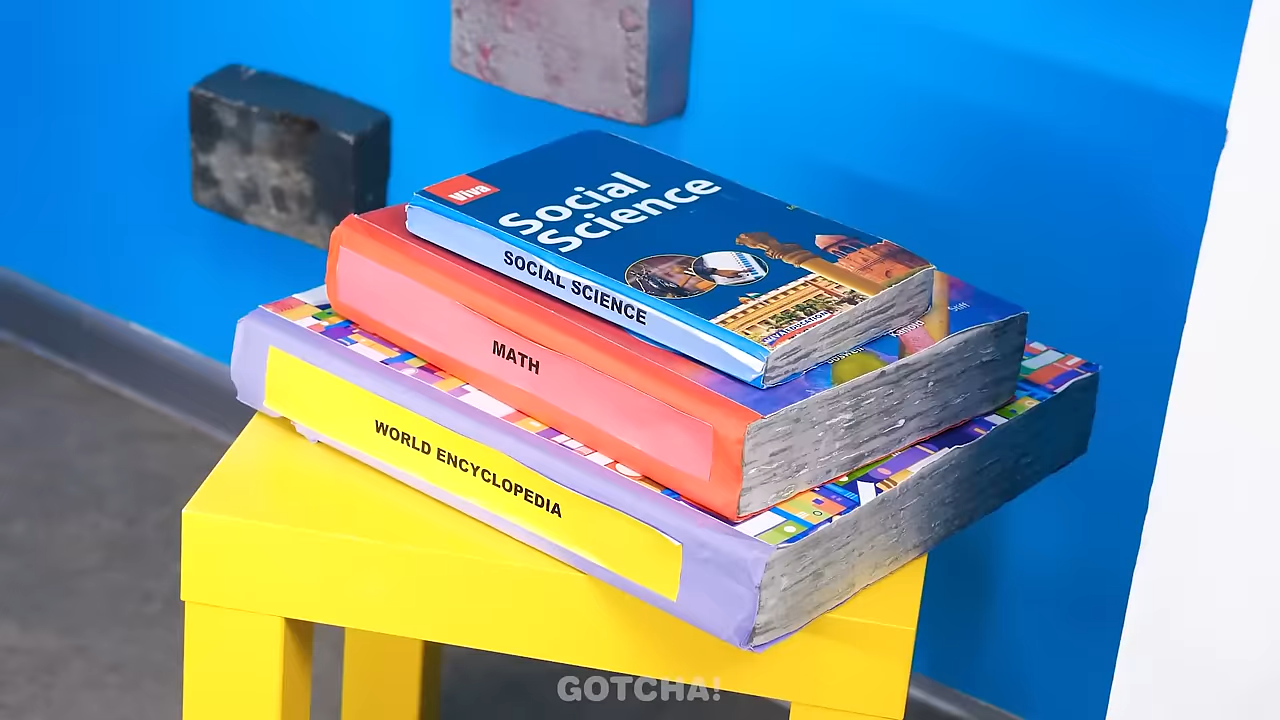 viva
Social
Science
SOCIAL SCIENCE
MATH
WORLD ENCYCLOPEDIA
GOTCHA!